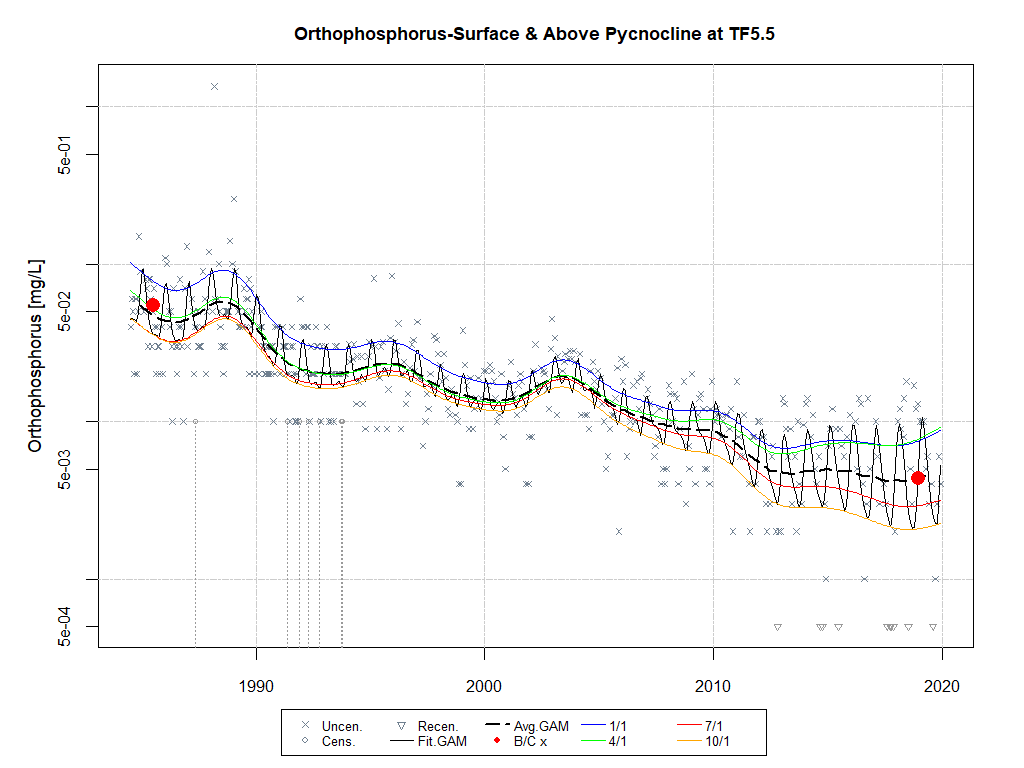 Orthophosphorus-Surface & Above Pycnocline at TF5.5
Orthophosphorus [mg/L]
5e-01
5e-02
5e-03
5e-04
1990 2000 2010 2020
Uncen. Recen. Avg.GAM 1/1 7/1
Cens. Fit.GAM B/C x 4/1 10/1